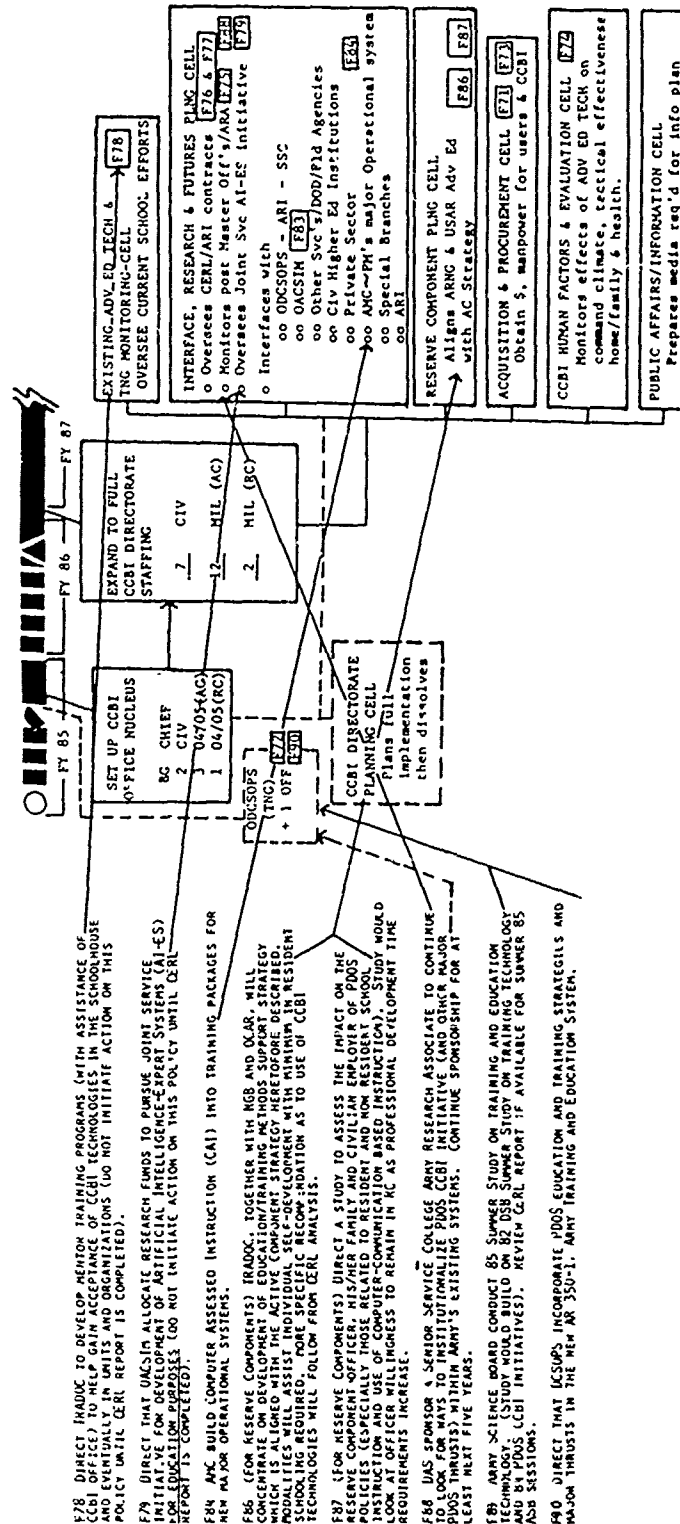 F78 DIRECT TRADOC TO DEVELOP MENTOR TRAINING PROGRAMS (WITH ASSISTANCE OF
CCBI OFFICE) TO HELP GAIN ACCEPTANCE OF CCBI TECHNOLOGIES IN THE SCHOOLHOUSE
AND EVENTUALLY IN UNITS AND ORGANIZATIONS (DO NOT INITIATE ACTION ON THIS
POLICY UNTIL CERL REPORT IS COMPLETED).
F79 DIRECT THAT OACSIM ALLOCATE RESEARCH FUNDS TO PURSUE JOINT SERVICE
INITIATIVE FOR DEVELOPMENT OF ARTIFICIAL INTELLIGENCE-EXPERT SYSTEMS (AI-ES)
FOR EDUCATION PURPOSES (DO NOT INITIATE ACTION ON THIS POLICY UNTIL CERL
REPORT IS COMPLETED).
F84 AMC BUILD COMPUTER ASSESSED INSTRUCTION (CAI) INTO TRAINING PACKAGES FOR
NEW MAJOR OPERATIONAL SYSTEMS.
F86 (FOR RESERVE COMPONENTS) TRADOC, TOGETHER WITH NGB AND OCAR, WILL
CONCENTRATE ON DEVELOPMENT OF EDUCATION/TRAINING METHODS SUPPORT STRATEGY
WHICH IS ALIGNED WITH THE ACTIVE COMPONENT STRATEGY HERETOFORE DESCRIBED.
MODALITIES WILL ASSIST INDIVIDUAL SELF-DEVELOPMENT WITH MINIMUM IN RESIDENT
SCHOOLING REQUIRED. MORE SPECIFIC RECOMMENDATION AS TO USE OF CCBI
TECHNOLOGIES WILL FOLLOW FROM CERL ANALYSIS.
F87 (FOR RESERVE COMPONENTS) DIRECT A STUDY TO ASSESS THE IMPACT ON THE
RESERVE COMPONENT OFFICER, HIS/HER FAMILY AND CIVILIAN EMPLOYER OF PDOS
POLICIES (ESPECIALLY THOSE RELATED TO RESIDENT AND NON RESIDENT SCHOOL
INSTRUCTION AND USE OF COMPUTER-COMMUNICATION BASED INSTRUCTION). STUDY WOULD
LOOK AT OFFICER WILLINGNESS TO REMAIN IN RC AS PROFESSIONAL DEVELOPMENT TIME
REQUIREMENTS INCREASE.
F88 DAS SPONSOR A SENIOR SERVICE COLLEGE ARMY RESEARCH ASSOCIATE TO CONTINUE
TO LOOK FOR WAYS TO INSTITUTIONALIZE PDOS CCBI INITIATIVE (AND OTHER MAJOR
PDOS THRUSTS) WITHIN ARMY'S EXISTING SYSTEMS. CONTINUE SPONSORSHIP FOR AT
LEAST NEXT FIVE YEARS.
F89 ARMY SCIENCE BOARD CONDUCT 85 SUMMER STUDY ON TRAINING AND EDUCATION
TECHNOLOGY. (STUDY WOULD BUILD ON 82 DSB SUMMER STUDY ON TRAINING TECHNOLOGY
AND 84 PDOS CCBI INITIATIVES). REVIEW CERL REPORT IF AVAILABLE FOR SUMMER 85
ASB SESSIONS.
F90 DIRECT THAT DCSOPS INCORPORATE PDOS EDUCATION AND TRAINING STRATEGIES AND
MAJOR THRUSTS IN THE NEW AR 350-1, ARMY TRAINING AND EDUCATION SYSTEM.
FY 85
FY 86
FY 87
SET UP CCBI
OFFICE NUCLEUS
BG CHIEF
2 CIV
3 04/05(AC)
1 04/05(RC)
ODCSOPS
(TNG) F72
+ 1 OFF F90
CCBI DIRECTORATE
PLANNING CELL
Plans full
implementation
then dissolves
EXPAND TO FULL
CCBI DIRECTORATE
STAFFING
7 CIV
12 MIL (AC)
2 MIL (RC)
EXISTING ADV ED TECH &
TNG MONITORING-CELL F78
OVERSEE CURRENT SCHOOL EFFORTS
INTERFACE, RESEARCH & FUTURES PLNG CELL
o Oversees CERL/ARI contracts F76 & F77
o Monitors post Master Off's/ARA F75 F88
o Oversees Joint Svc AI-ES Initiative F79
o Interfaces with
oo ODCSOPS - ARI - SSC
oo OACSIM F83
oo Other Svc's/DOD/Fld Agencies
oo Civ Higher Ed Institutions
oo Private Sector F84
oo AMC~PM's major Operational system
oo Special Branches
oo ARI
RESERVE COMPONENT PLNG CELL
Aligns ARNG & USAR Adv Ed
with AC Strategy F86 F87
ACQUISITION & PROCUREMENT CELL F71 F73
Obtain $, manpower for users & CCBI
CCBI HUMAN FACTORS & EVALUATION CELL F74
Monitors effects of ADV ED TECK on
command climate, tectical effectiveness
home/family & health.
PUBLIC AFFAIRS/INFORMATION CELL
Prepares media req'd for info plan